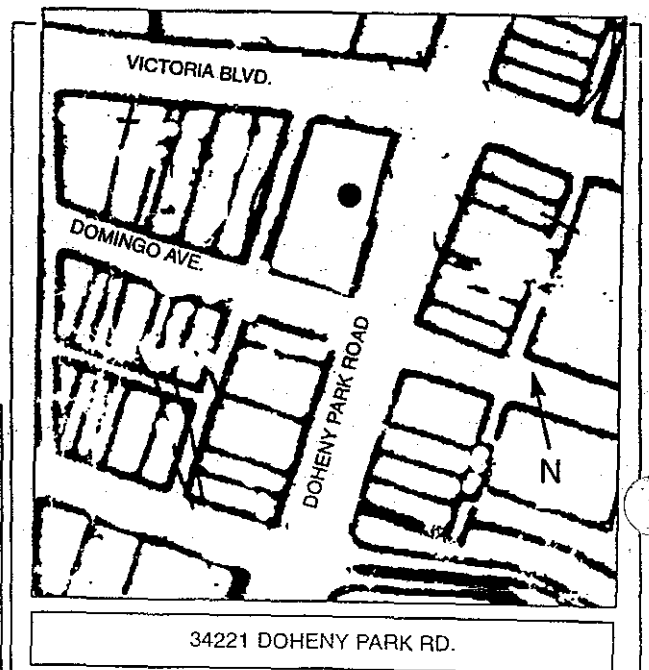 VICTORIA BLVD.
DOMINGO AVE.
DOHENY PARK ROAD
N
34221 DOHENY PARK RD.